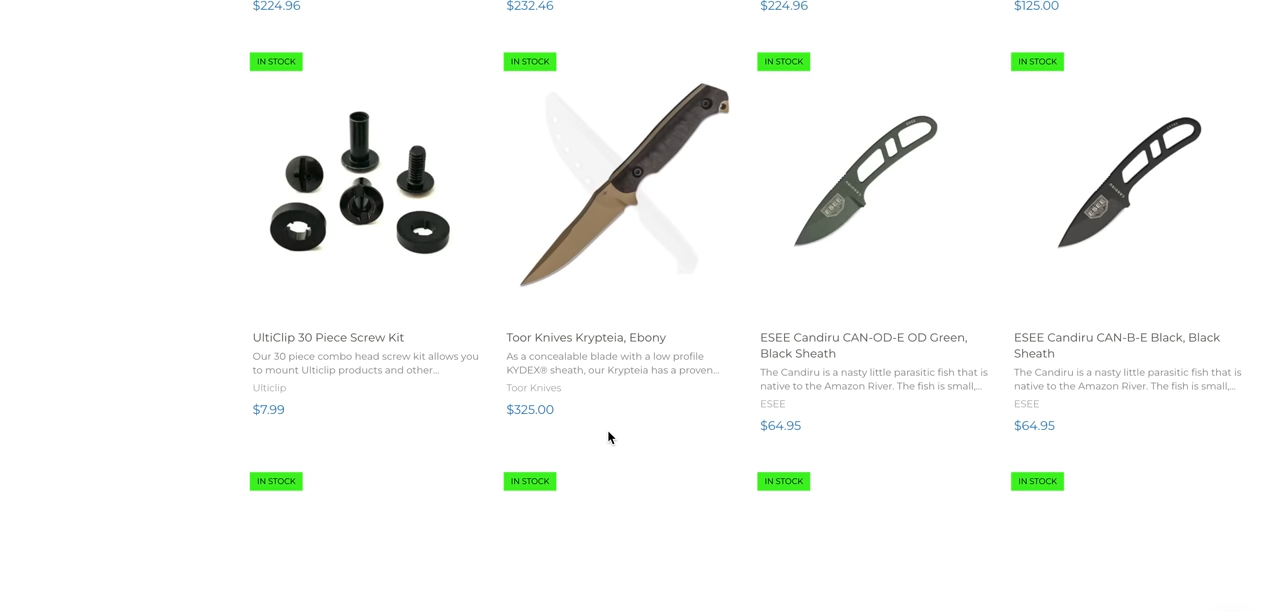 $224.96
$232.46
$224.96
$125.00
IN STOCK
IN STOCK
IN STOCK
IN STOCK
ESEE
ESEE
UltiClip 30 Piece Screw Kit
Our 30 piece combo head screw kit allows you
to mount Ulticlip products and other...
Ulticlip
$7.99
Toor Knives Krypteia, Ebony
As a concealable blade with a low profile
KYDEX® sheath, our Krypteia has a proven...
Toor Knives
$325.00
ESEE Candiru CAN-OD-E OD Green,
Black Sheath
The Candiru is a nasty little parasitic fish that is
native to the Amazon River. The fish is small,...
ESEE
$64.95
ESEE Candiru CAN-B-E Black, Black
Sheath
The Candiru is a nasty little parasitic fish that is
native to the Amazon River. The fish is small,...
ESEE
$64.95
IN STOCK
IN STOCK
IN STOCK
IN STOCK